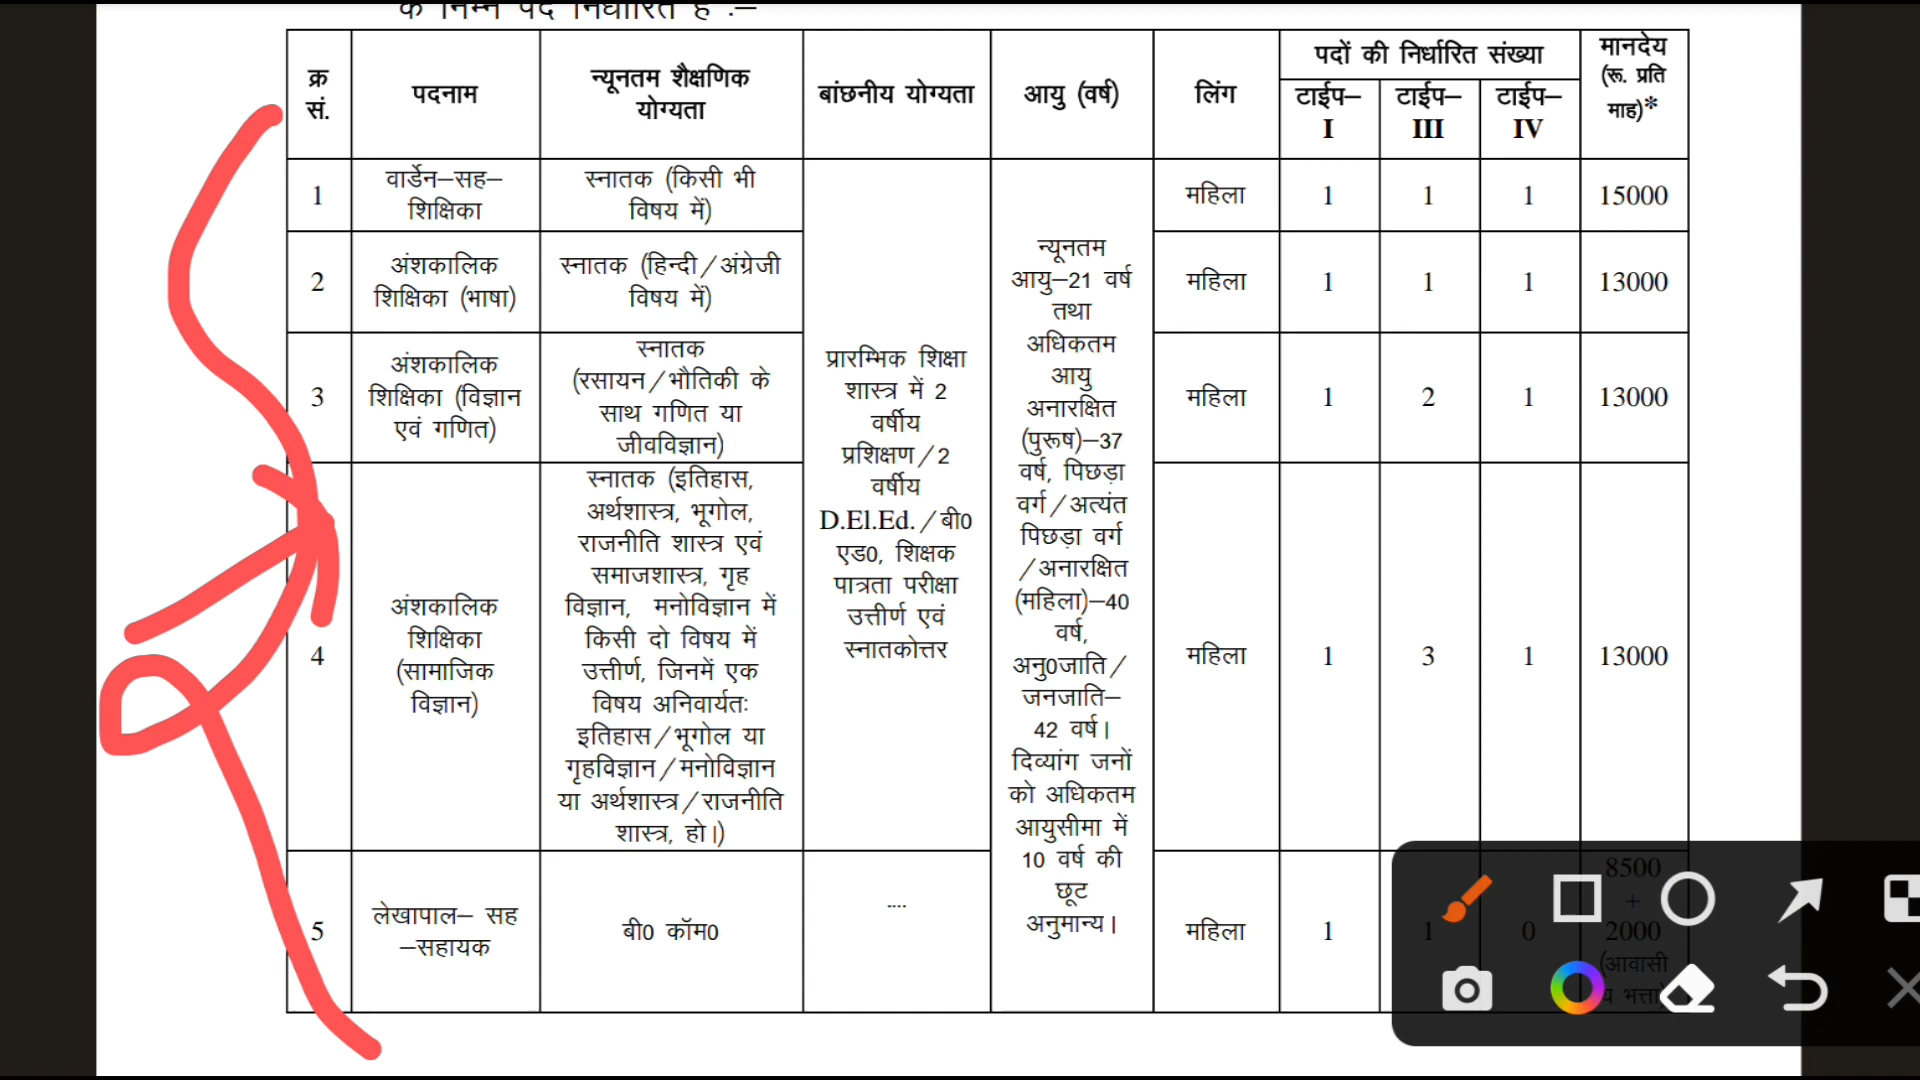 के निम्न पद निर्धारित है :–
क्र सं.
पदनाम
न्यूनतम शैक्षणिक योग्यता
बांछनीय योग्यता
आयु (वर्ष)
लिंग
पदों की निर्धारित संख्या
टाईप–I
टाईप–III
टाईप–IV
मानदेय (रू. प्रति माह)*
1
वार्डेन–सह–
शिक्षिका
स्नातक (किसी भी
विषय में)
महिला
1
1
1
15000
2
अंशकालिक
शिक्षिका (भाषा)
स्नातक (हिन्दी/अंग्रेजी
विषय में)
महिला
1
1
1
13000
3
अंशकालिक
शिक्षिका (विज्ञान
एवं गणित)
स्नातक
(रसायन/भौतिकी के
साथ गणित या
जीवविज्ञान)
महिला
1
2
1
13000
4
अंशकालिक
शिक्षिका
(सामाजिक
विज्ञान)
स्नातक (इतिहास,
अर्थशास्त्र, भूगोल,
राजनीति शास्त्र एवं
समाजशास्त्र, गृह
विज्ञान, मनोविज्ञान में
किसी दो विषय में
उत्तीर्ण, जिनमें एक
विषय अनिवार्यतः
इतिहास/भूगोल या
गृहविज्ञान/मनोविज्ञान
या अर्थशास्त्र/राजनीति
शास्त्र, हो।)
महिला
1
3
1
13000
प्रारम्भिक शिक्षा
शास्त्र में 2
वर्षीय
प्रशिक्षण/2
वर्षीय
D.El.Ed./बी0
एड0, शिक्षक
पात्रता परीक्षा
उत्तीर्ण एवं
स्नातकोत्तर
न्यूनतम
आयु–21 वर्ष
तथा
अधिकतम
आयु
अनारक्षित
(पुरूष)–37
वर्ष, पिछड़ा
वर्ग/अत्यंत
पिछड़ा वर्ग
/अनारक्षित
(महिला)–40
वर्ष,
अनु0जाति/
जनजाति–
42 वर्ष।
दिव्यांग जनों
को अधिकतम
आयुसीमा में
10 वर्ष की
छूट
अनुमान्य।
5
लेखापाल– सह
–सहायक
बी0 कॉम0
....
महिला
1
1
0
8500
+
2000
(आवासी
य भत्ता)